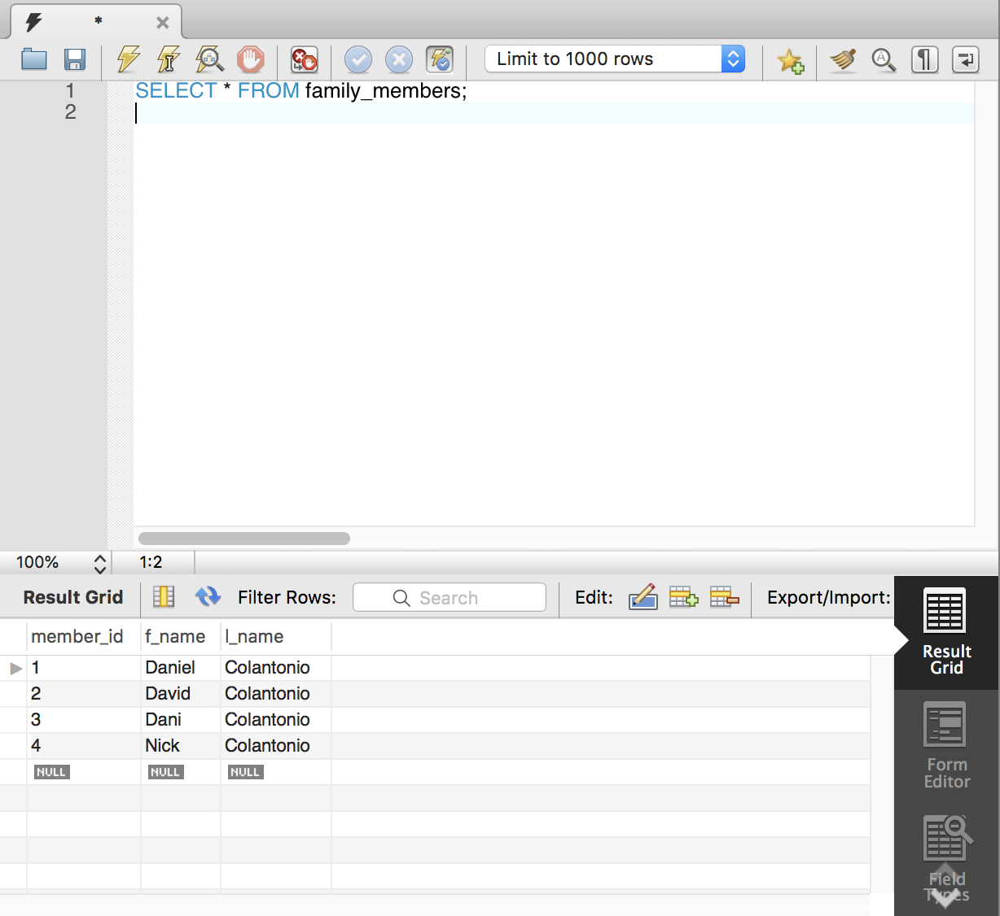 *
Limit to 1000 rows
1 SELECT * FROM family_members;
2
100% 1:2
Result Grid Filter Rows: Search Edit: Export/Import:
member_id f_name l_name
1 Daniel Colantonio
2 David Colantonio
3 Dani Colantonio
4 Nick Colantonio
NULL NULL NULL
Result
Grid
Form
Editor
Field
Types